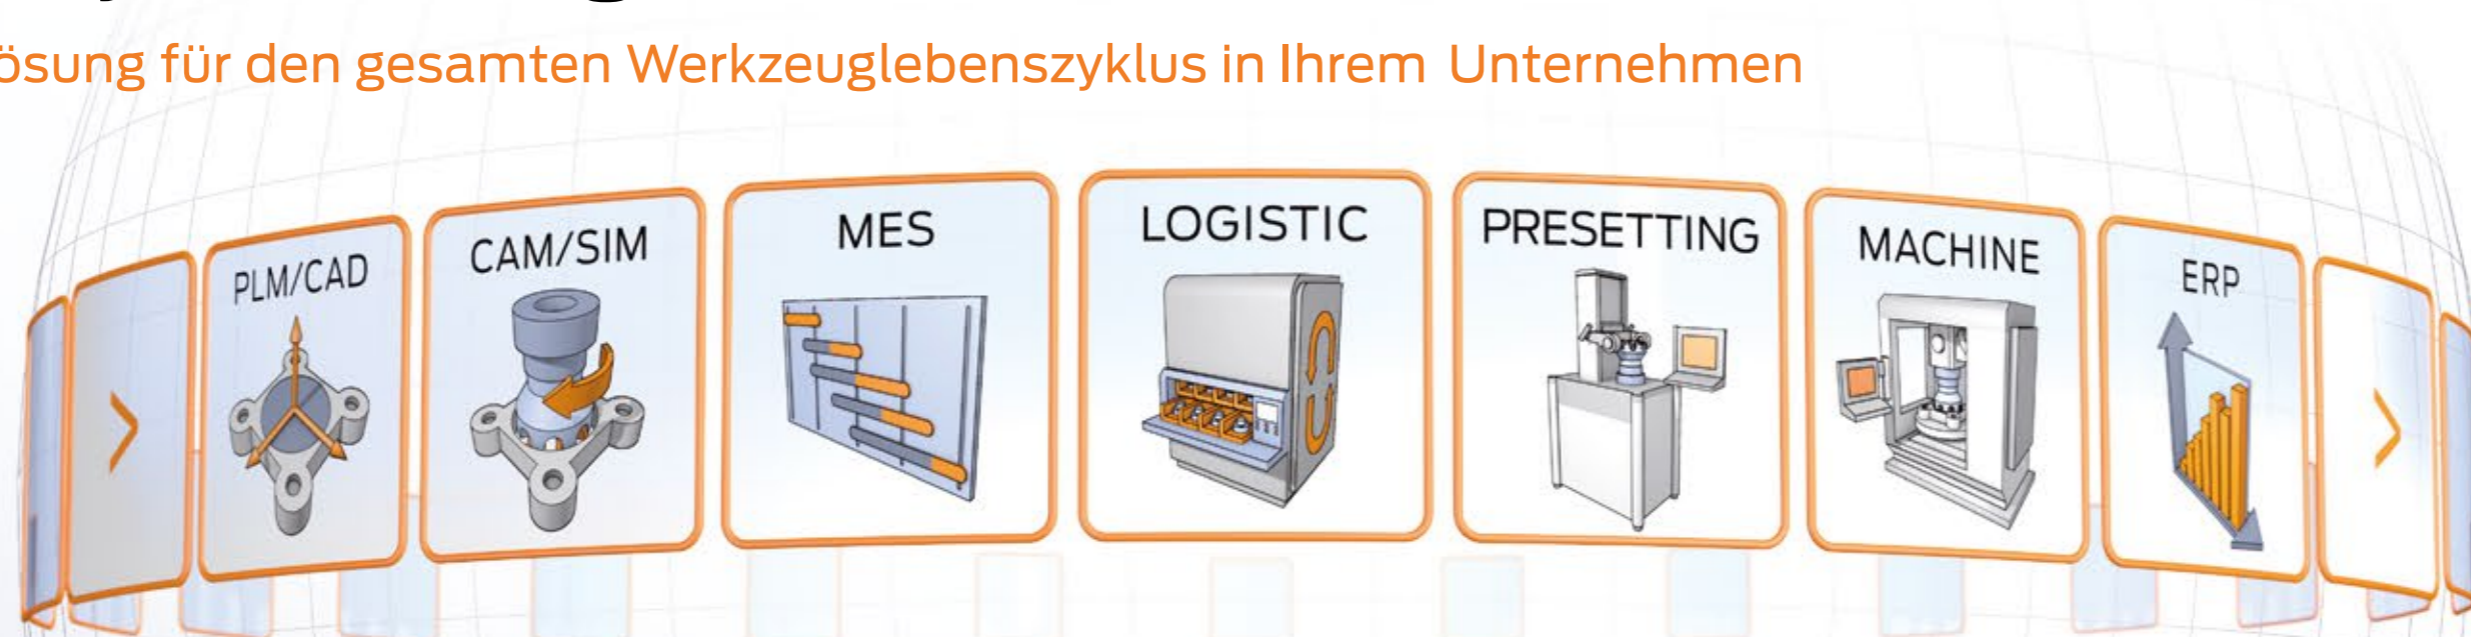 ösung für den gesamten Werkzeuglebenszyklus in Ihrem Unternehmen
PLM/CAD
CAM/SIM
MES
LOGISTIC
PRESETTING
MACHINE
ERP